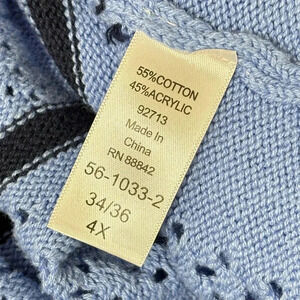 55%COTTON
45%ACRYLIC
92713
Made In
China
RN 88842
56-1033-2
34/36
4X